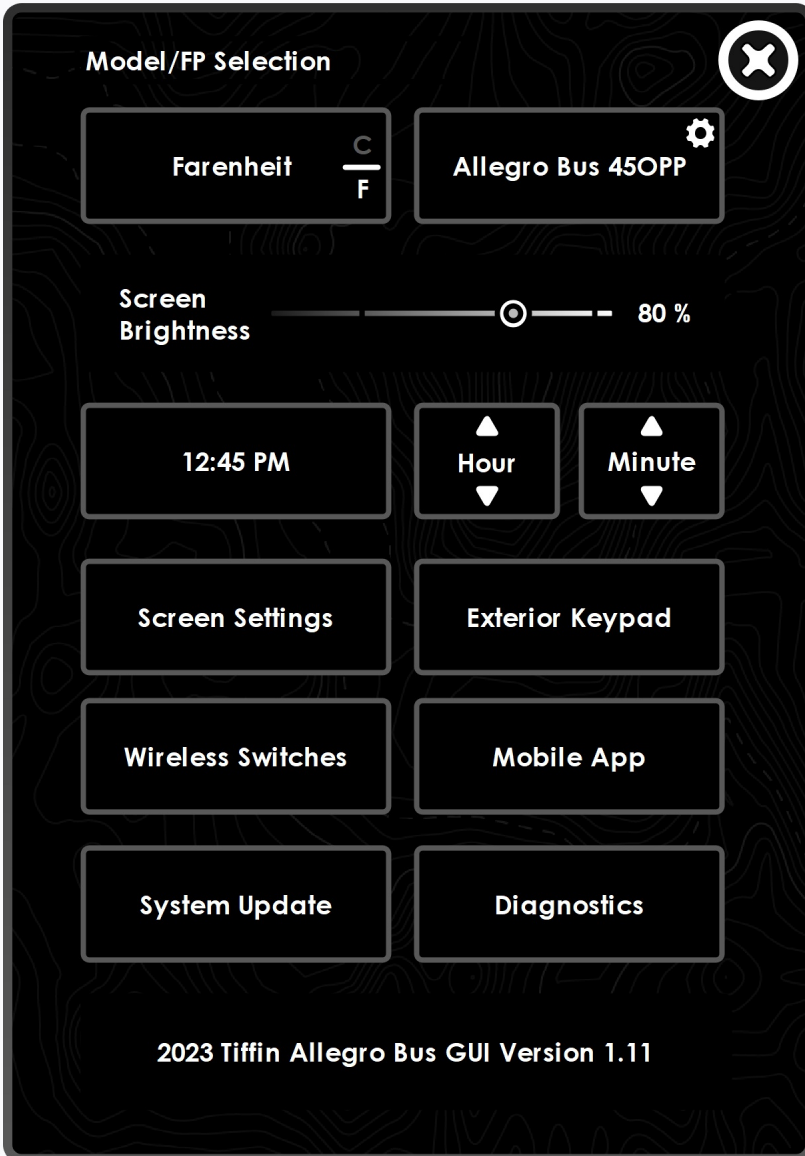 Model/FP Selection
Farenheit
C
F
Allegro Bus 45OPP
Screen
Brightness
80 %
12:45 PM
Hour
Minute
Screen Settings
Exterior Keypad
Wireless Switches
Mobile App
System Update
Diagnostics
2023 Tiffin Allegro Bus GUI Version 1.11